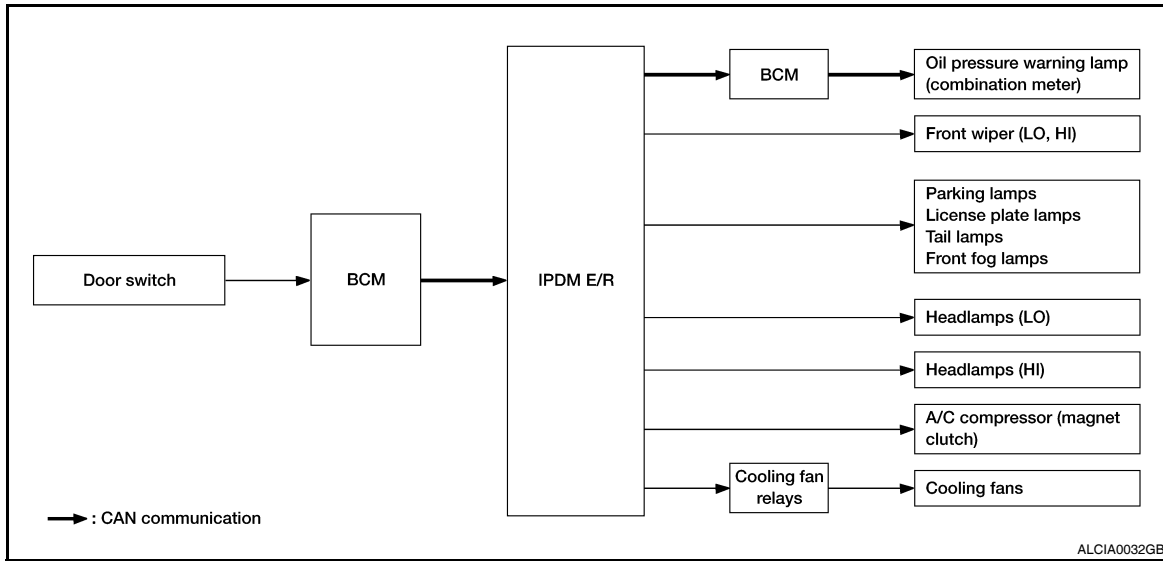 Door switch
BCM
IPDM E/R
BCM
Oil pressure warning lamp
(combination meter)
Front wiper (LO, HI)
Parking lamps
License plate lamps
Tail lamps
Front fog lamps
Headlamps (LO)
Headlamps (HI)
A/C compressor (magnet
clutch)
Cooling fan
relays
Cooling fans
: CAN communication
ALCIA0032GB